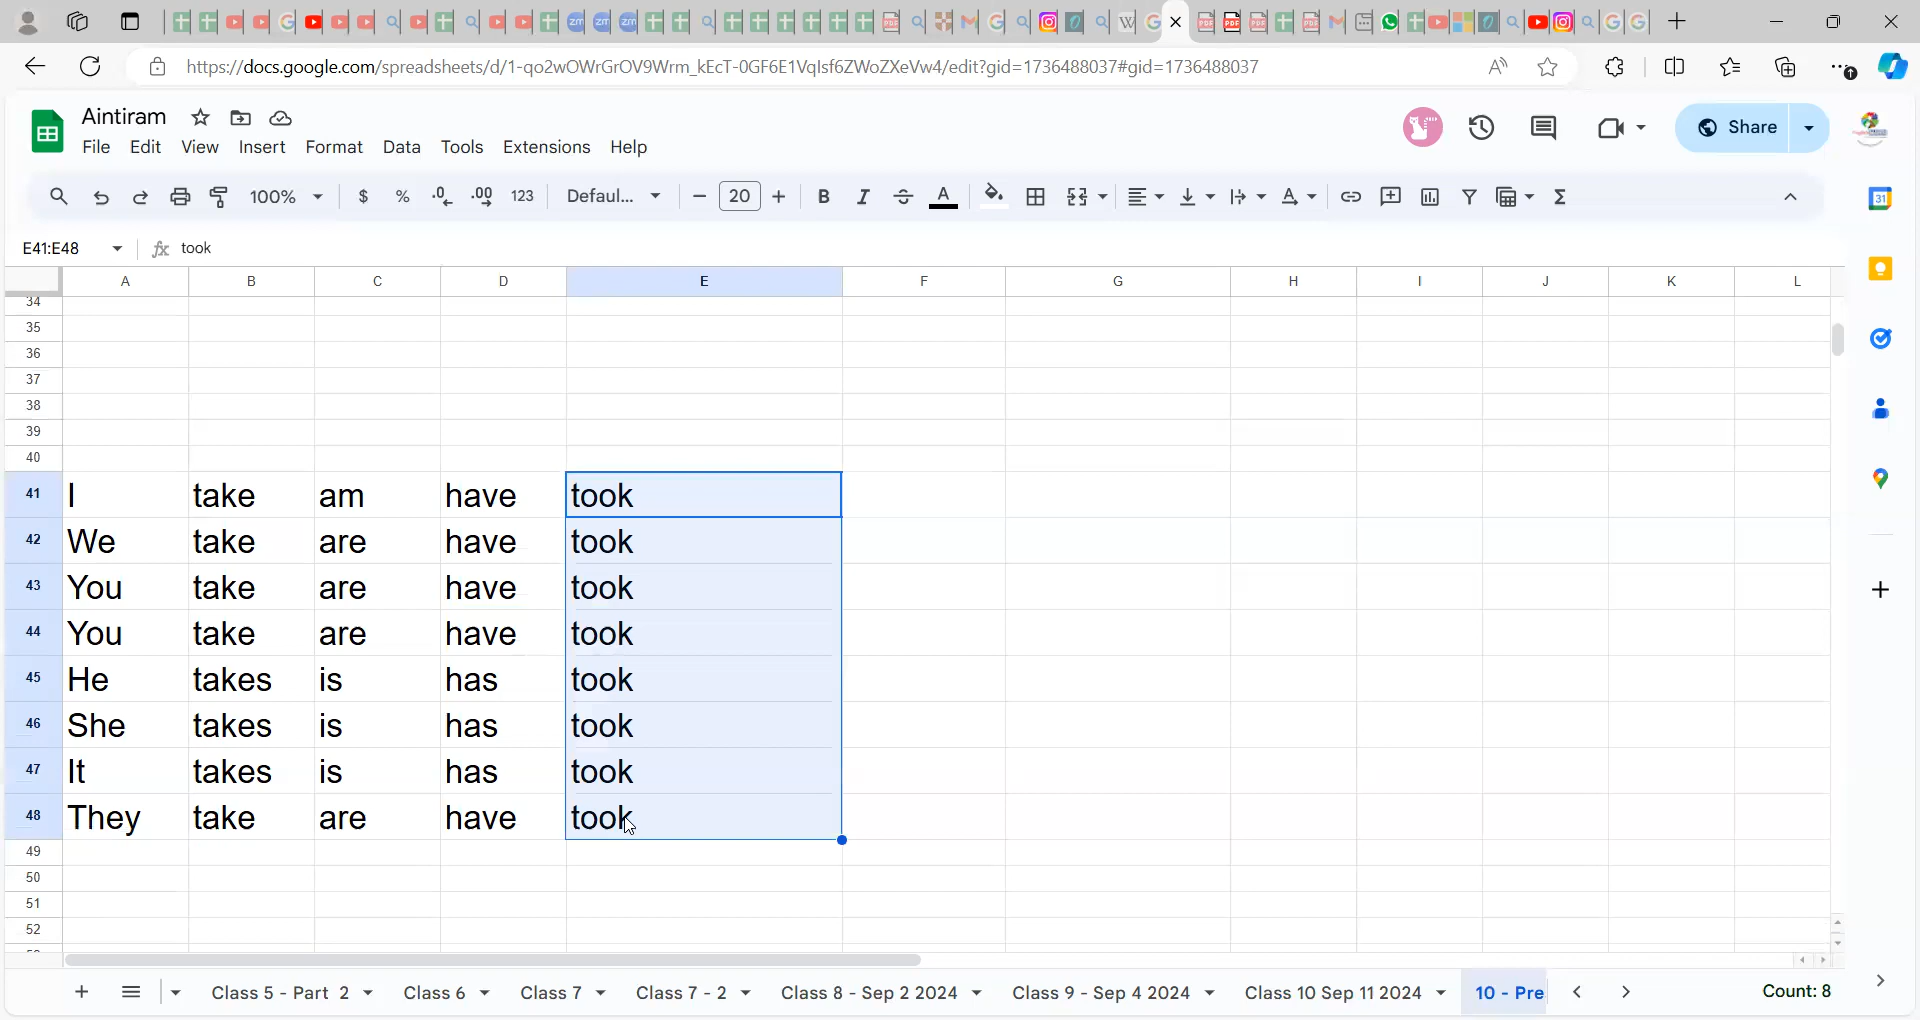 https://docs.google.com/spreadsheets/d/1-qo2wOWrGrOV9Wrm_kEcT-0GF6E1VqIsf6ZWoZXeVw4/edit?gid=1736488037#gid=1736488037
Aintiram
Share
File Edit View Insert Format Data Tools Extensions Help
100% $ % .0 .00 123 Defaul... 20 B I A
E41:E48 fx took
A B C D E F G H I J K L
34
35
36
37
38
39
40
41 I take am have took
42 We take are have took
43 You take are have took
44 You take are have took
45 He takes is has took
46 She takes is has took
47 It takes is has took
48 They take are have took
49
50
51
52
Class 5 - Part 2 Class 6 Class 7 Class 7 - 2 Class 8 - Sep 2 2024 Class 9 - Sep 4 2024 Class 10 Sep 11 2024 10 - Pre Count: 8